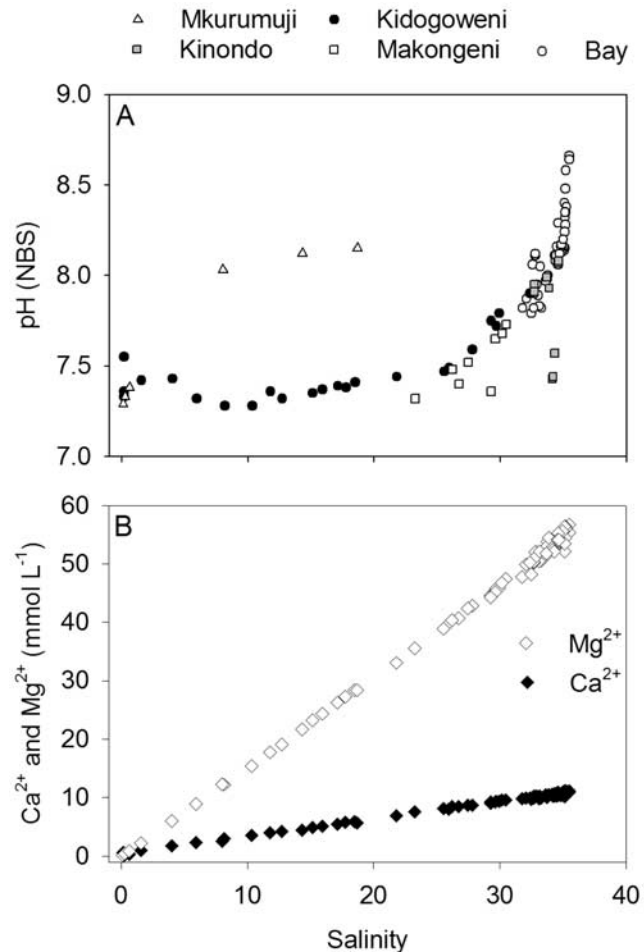 Mkurumuji Kidogoweni
Kinondo Makongeni Bay
9.0
A
8.5
8.0
7.5
7.0
pH (NBS)
60
B
50
40
30
20
10
0
Mg²⁺
Ca²⁺
Ca²⁺ and Mg²⁺ (mmol L⁻¹)
0 10 20 30 40
Salinity